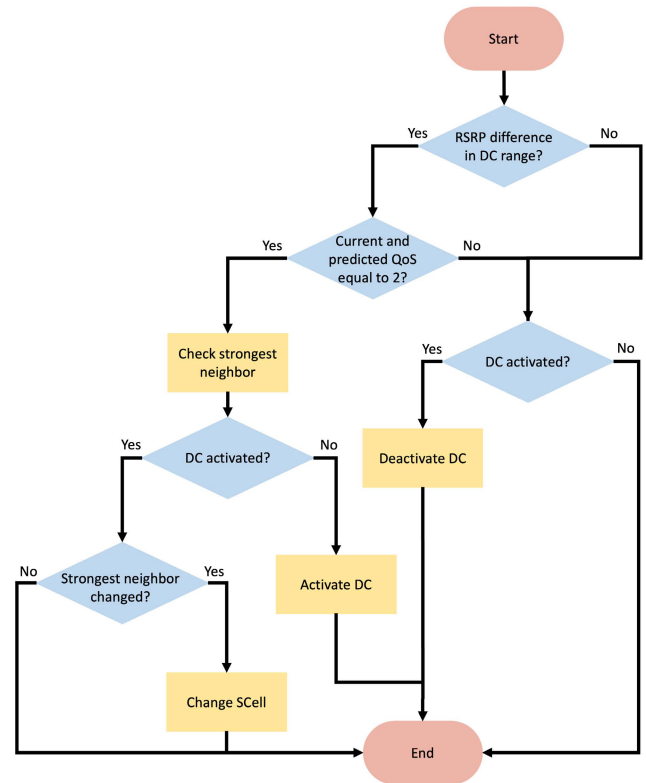 Start
RSRP difference
in DC range?
Yes
No
Current and
predicted QoS
equal to 2?
Yes
No
Check strongest
neighbor
DC activated?
Yes
No
DC activated?
Yes
No
Deactivate DC
Strongest neighbor
changed?
No
Yes
Activate DC
Change SCell
End